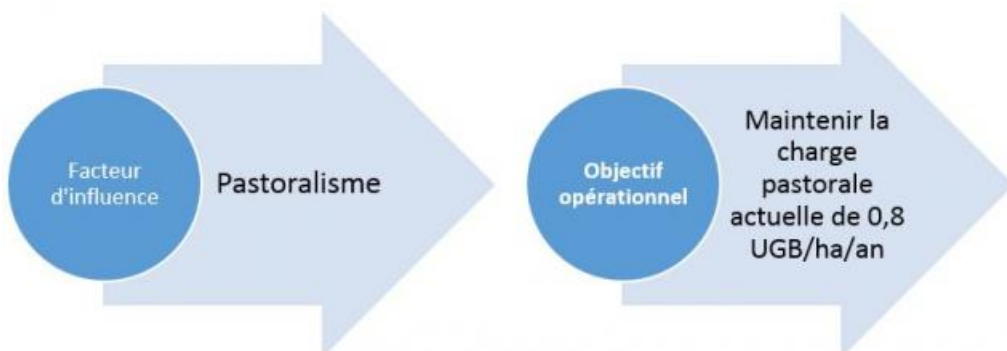 Facteur
d'influence
Pastoralisme
Objectif
opérationnel
Maintenir la
charge
pastorale
actuelle de 0,8
UGB/ha/an